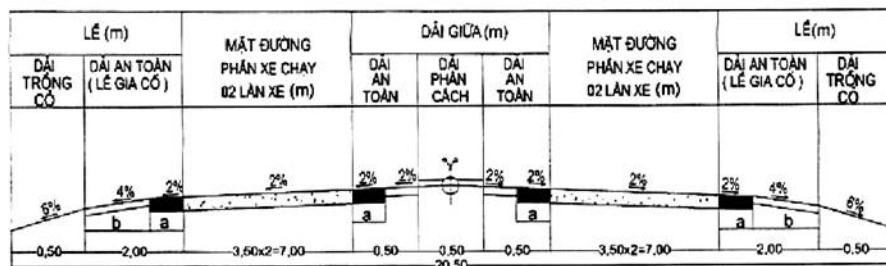 LỀ (m)
DẢI GIỮA (m)
LỀ(m)
DẢI
TRỒNG
CỎ
DẢI AN TOÀN
( LỀ GIA CỐ )
MẶT ĐƯỜNG
PHẦN XE CHẠY
02 LÀN XE (m)
DẢI
AN
TOÀN
DẢI
PHÂN
CÁCH
DẢI
AN
TOÀN
MẶT ĐƯỜNG
PHẦN XE CHẠY
02 LÀN XE (m)
DẢI AN TOÀN
( LỀ GIA CỐ )
DẢI
TRỒNG
CỎ
6% 4% 2% 2% 2% 2% 2% 2% 2% 2% 4% 6%
b a a a a b
0,50 2,00 3,50x2=7,00 0,50 0,50 0,50 3,50x2=7,00 2,00 0,50
20,50